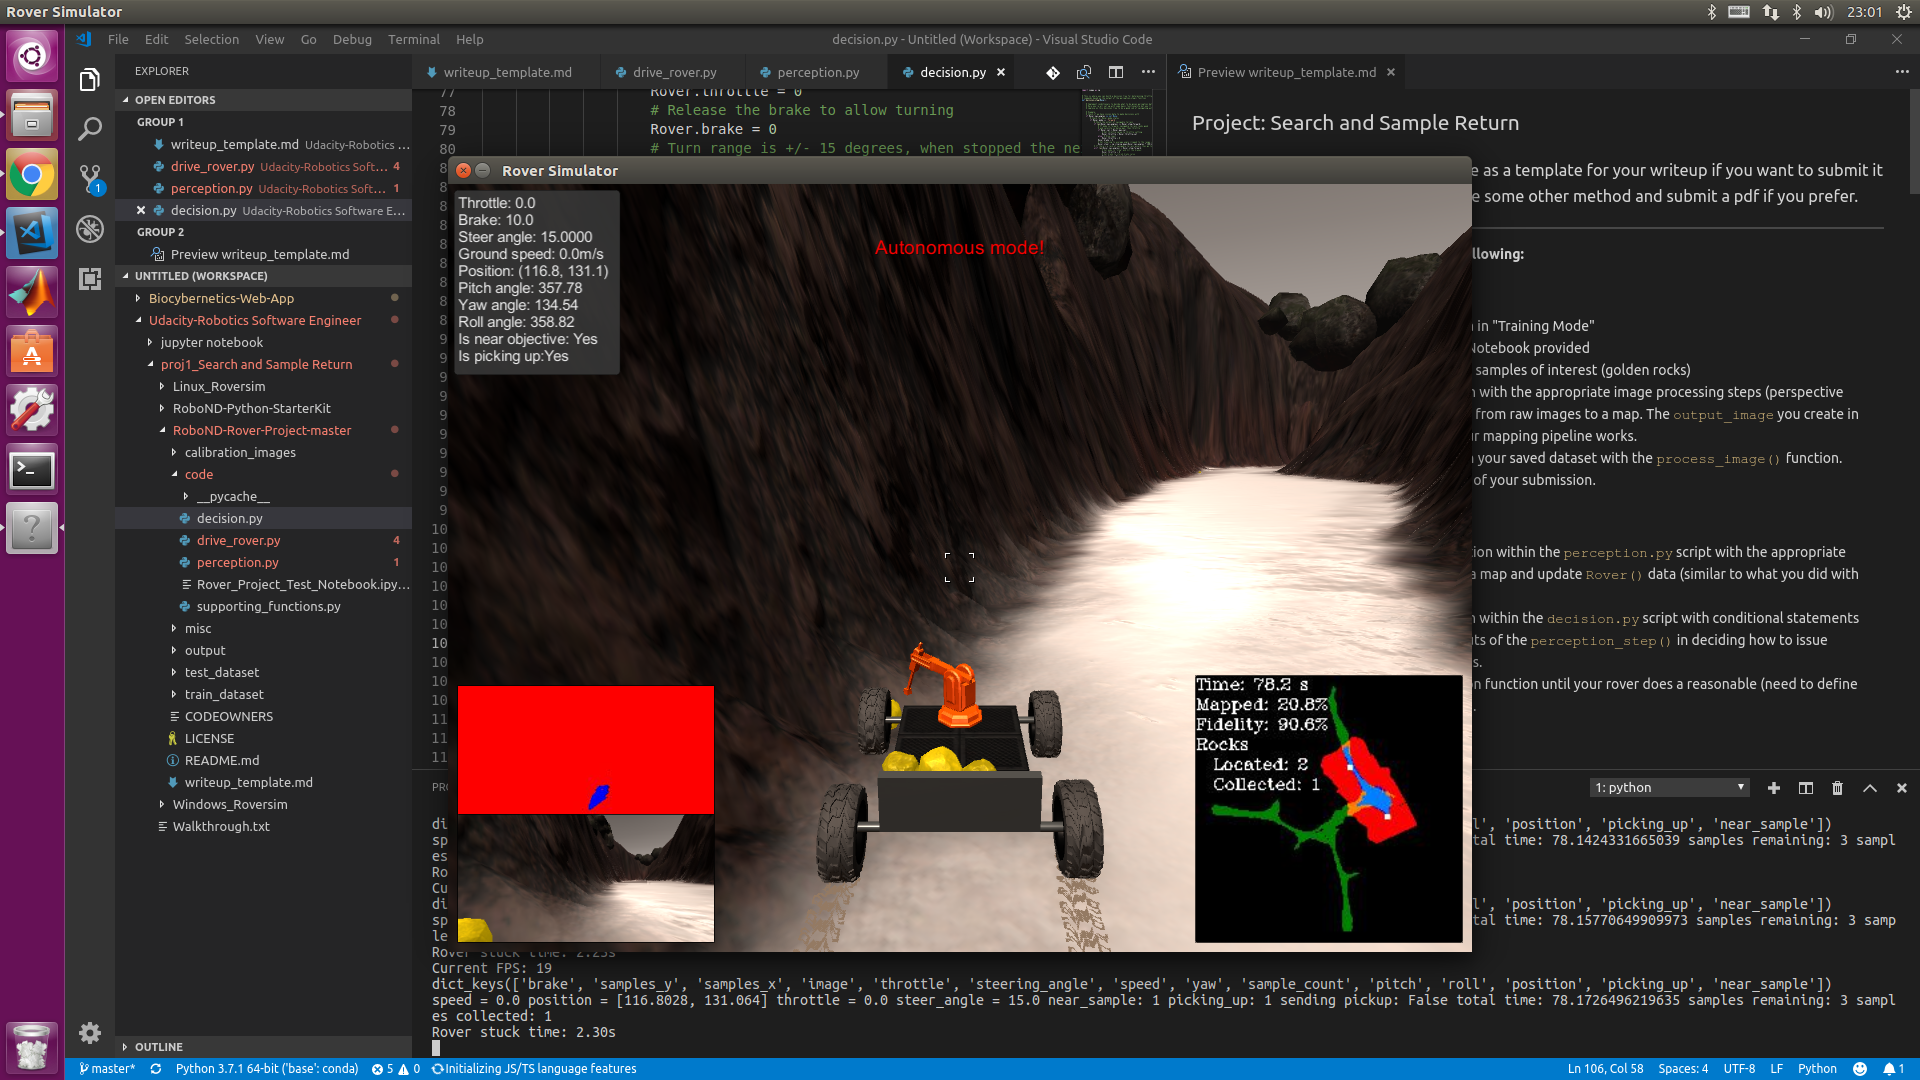 Rover Simulator
23:01
File Edit Selection View Go Debug Terminal Help
decision.py - Untitled (Workspace) - Visual Studio Code
EXPLORER
OPEN EDITORS
GROUP 1
writeup_template.md Udacity-Robotics ...
drive_rover.py Udacity-Robotics Soft... 4
perception.py Udacity-Robotics Soft... 1
decision.py Udacity-Robotics Software E...
GROUP 2
Preview writeup_template.md
UNTITLED (WORKSPACE)
Biocybernetics-Web-App
Udacity-Robotics Software Engineer
jupyter notebook
proj1_Search and Sample Return
Linux_Roversim
RoboND-Python-StarterKit
RoboND-Rover-Project-master
calibration_images
code
__pycache__
decision.py
drive_rover.py 4
perception.py 1
Rover_Project_Test_Notebook.ipy...
supporting_functions.py
misc
output
test_dataset
train_dataset
CODEOWNERS
LICENSE
README.md
writeup_template.md
Windows_Roversim
Walkthrough.txt
OUTLINE
writeup_template.md drive_rover.py perception.py decision.py
77 Rover.throttle = 0
78 # Release the brake to allow turning
79 Rover.brake = 0
80 # Turn range is +/- 15 degrees, when stopped the ne
Rover Simulator
Throttle: 0.0
Brake: 10.0
Steer angle: 15.0000
Ground speed: 0.0m/s
Position: (116.8, 131.1)
Pitch angle: 357.78
Yaw angle: 134.54
Roll angle: 358.82
Is near objective: Yes
Is picking up:Yes
Autonomous mode!
Time: 78.2 s
Mapped: 20.8%
Fidelity: 90.6%
Rocks
Located: 2
Collected: 1
Preview writeup_template.md
Project: Search and Sample Return
e as a template for your writeup if you want to submit it
e some other method and submit a pdf if you prefer.
llowing:
n in "Training Mode"
Notebook provided
samples of interest (golden rocks)
n with the appropriate image processing steps (perspective
from raw images to a map. The output_image you create in
ur mapping pipeline works.
n your saved dataset with the process_image() function.
of your submission.
tion within the perception.py script with the appropriate
a map and update Rover() data (similar to what you did with
n within the decision.py script with conditional statements
uts of the perception_step() in deciding how to issue
s.
on function until your rover does a reasonable (need to define
1: python
l', 'position', 'picking_up', 'near_sample'])
tal time: 78.1424331665039 samples remaining: 3 sampl
l', 'position', 'picking_up', 'near_sample'])
tal time: 78.15770649909973 samples remaining: 3 samp
Rover stuck time: 2.25s
Current FPS: 19
dict_keys(['brake', 'samples_y', 'samples_x', 'image', 'throttle', 'steering_angle', 'speed', 'yaw', 'sample_count', 'pitch', 'roll', 'position', 'picking_up', 'near_sample'])
speed = 0.0 position = [116.8028, 131.064] throttle = 0.0 steer_angle = 15.0 near_sample: 1 picking_up: 1 sending pickup: False total time: 78.1726496219635 samples remaining: 3 sampl
es collected: 1
Rover stuck time: 2.30s
master* Python 3.7.1 64-bit ('base': conda) 5 0 Initializing JS/TS language features
Ln 106, Col 58 Spaces: 4 UTF-8 LF Python 1